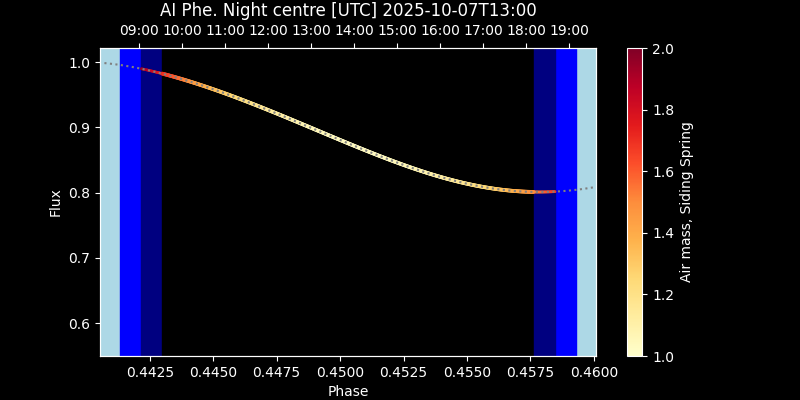 AI Phe. Night centre [UTC] 2025-10-07T13:00
09:00 10:00 11:00 12:00 13:00 14:00 15:00 16:00 17:00 18:00 19:00
1.0
0.9
0.8
0.7
0.6
Flux
0.4425 0.4450 0.4475 0.4500 0.4525 0.4550 0.4575 0.4600
Phase
2.0
1.8
1.6
1.4
1.2
1.0
Air mass, Siding Spring